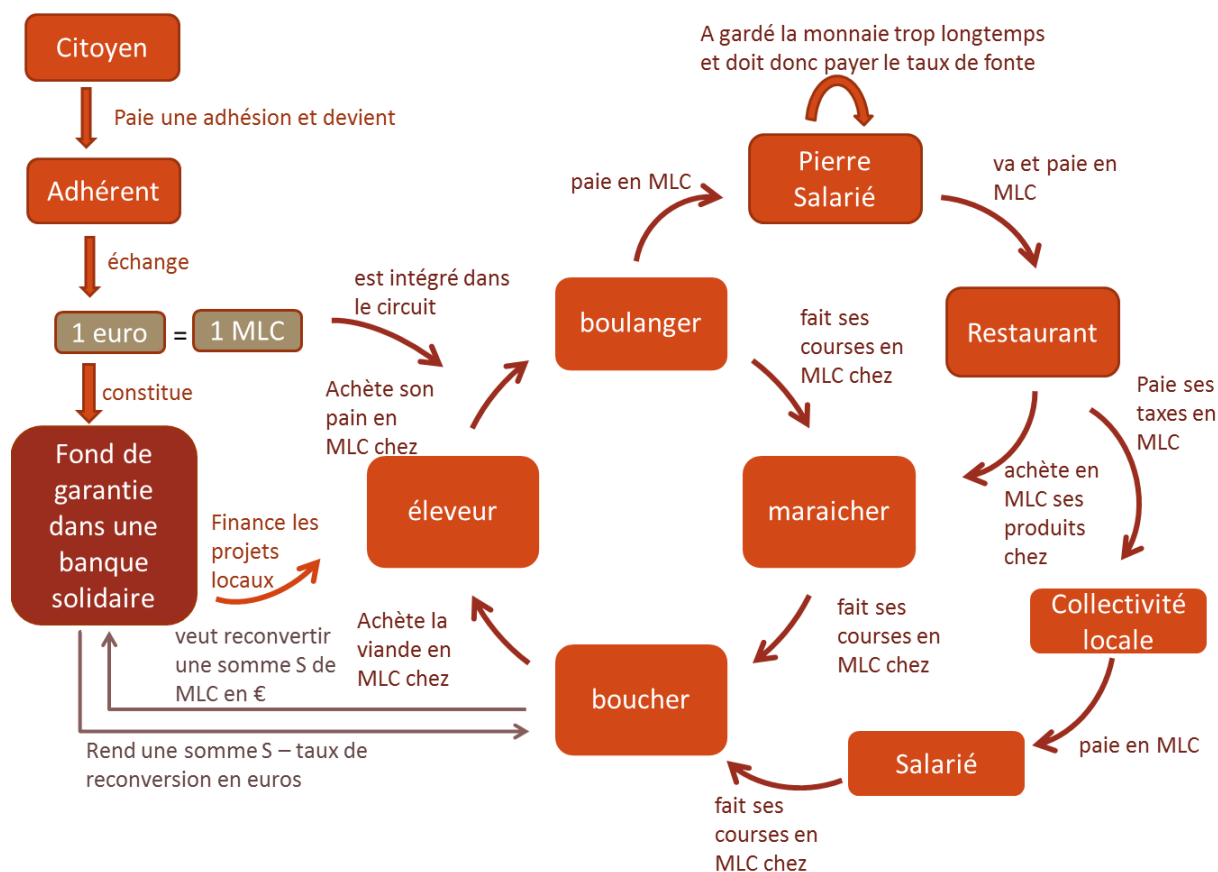 Citoyen
Paie une adhésion et devient
Adhérent
échange
1 euro
=
1 MLC
est intégré dans
le circuit
constitue
Fond de
garantie
dans une
banque
solidaire
Finance les
projets
locaux
veut reconvertir
une somme S de
MLC en €
Rend une somme S – taux de
reconversion en euros
éleveur
Achète son
pain en
MLC chez
boulanger
paie en MLC
A gardé la monnaie trop longtemps
et doit donc payer le taux de fonte
Pierre
Salarié
va et paie en
MLC
Restaurant
fait ses
courses en
MLC chez
maraicher
achète en
MLC ses
produits
chez
Paie ses
taxes en
MLC
Collectivité
locale
paie en MLC
Salarié
fait ses
courses en
MLC chez
fait ses
courses en
MLC chez
boucher
Achète la
viande en
MLC chez